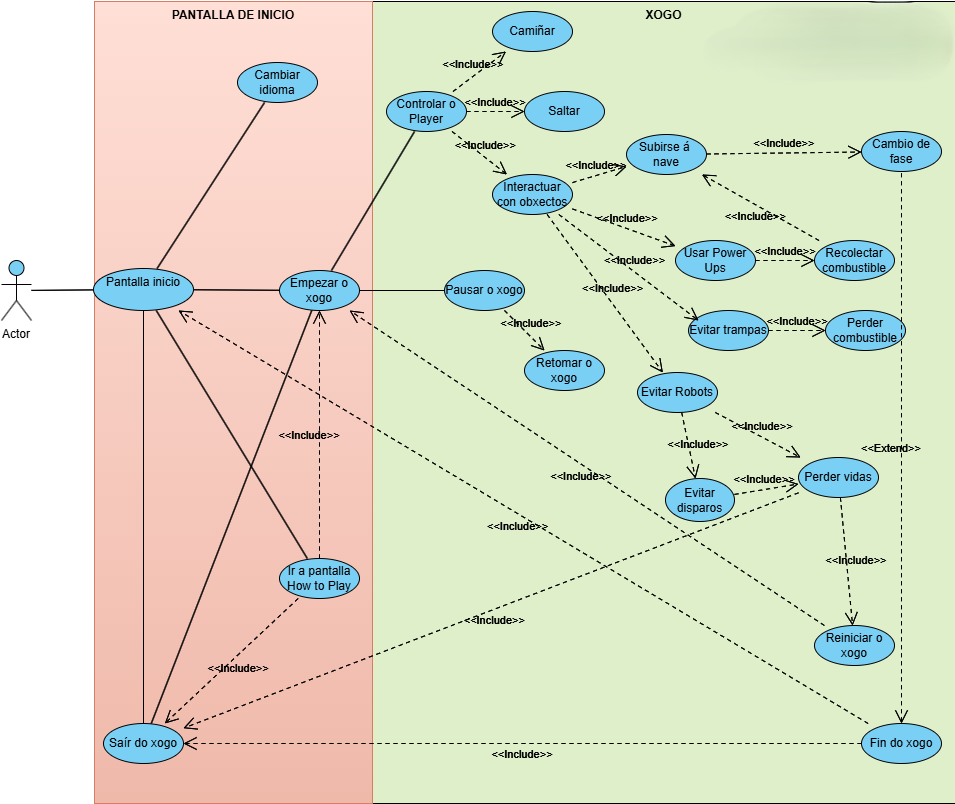 PANTALLA DE INICIO
XOGO
Camiñar
<<Include>>
Cambiar
idioma
Controlar o
Player
<<Include>>
Saltar
<<Include>>
Subirse á
nave
<<Include>>
Cambio de
fase
<<Include>>
Interactuar
con obxectos
<<Include>>
<<Include>>
Usar Power
Ups
<<Include>>
Recolectar
combustible
<<Include>>
Actor
Pantalla inicio
Empezar o
xogo
Pausar o xogo
<<Include>>
<<Include>>
Evitar trampas
<<Include>>
Perder
combustible
Retomar o
xogo
Evitar Robots
<<Include>>
<<Include>>
<<Include>>
<<Extend>>
<<Include>>
Evitar
disparos
<<Include>>
Perder vidas
<<Include>>
<<Include>>
Ir a pantalla
How to Play
<<Include>>
<<Include>>
Reiniciar o
xogo
<<Include>>
Saír do xogo
<<Include>>
Fin do xogo